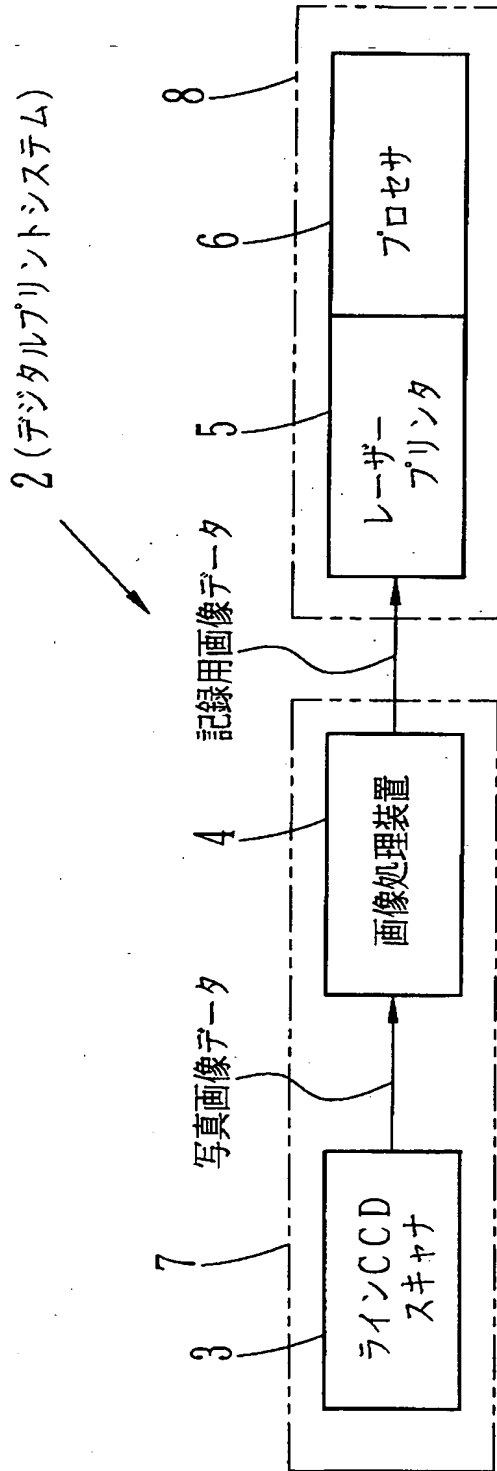 2(デジタルプリントシステム)
7
写真画像データ
4
記録用画像データ
5
6
8
3
ラインCCD
スキャナ
画像処理装置
レーザー
プリンタ
プロセサ